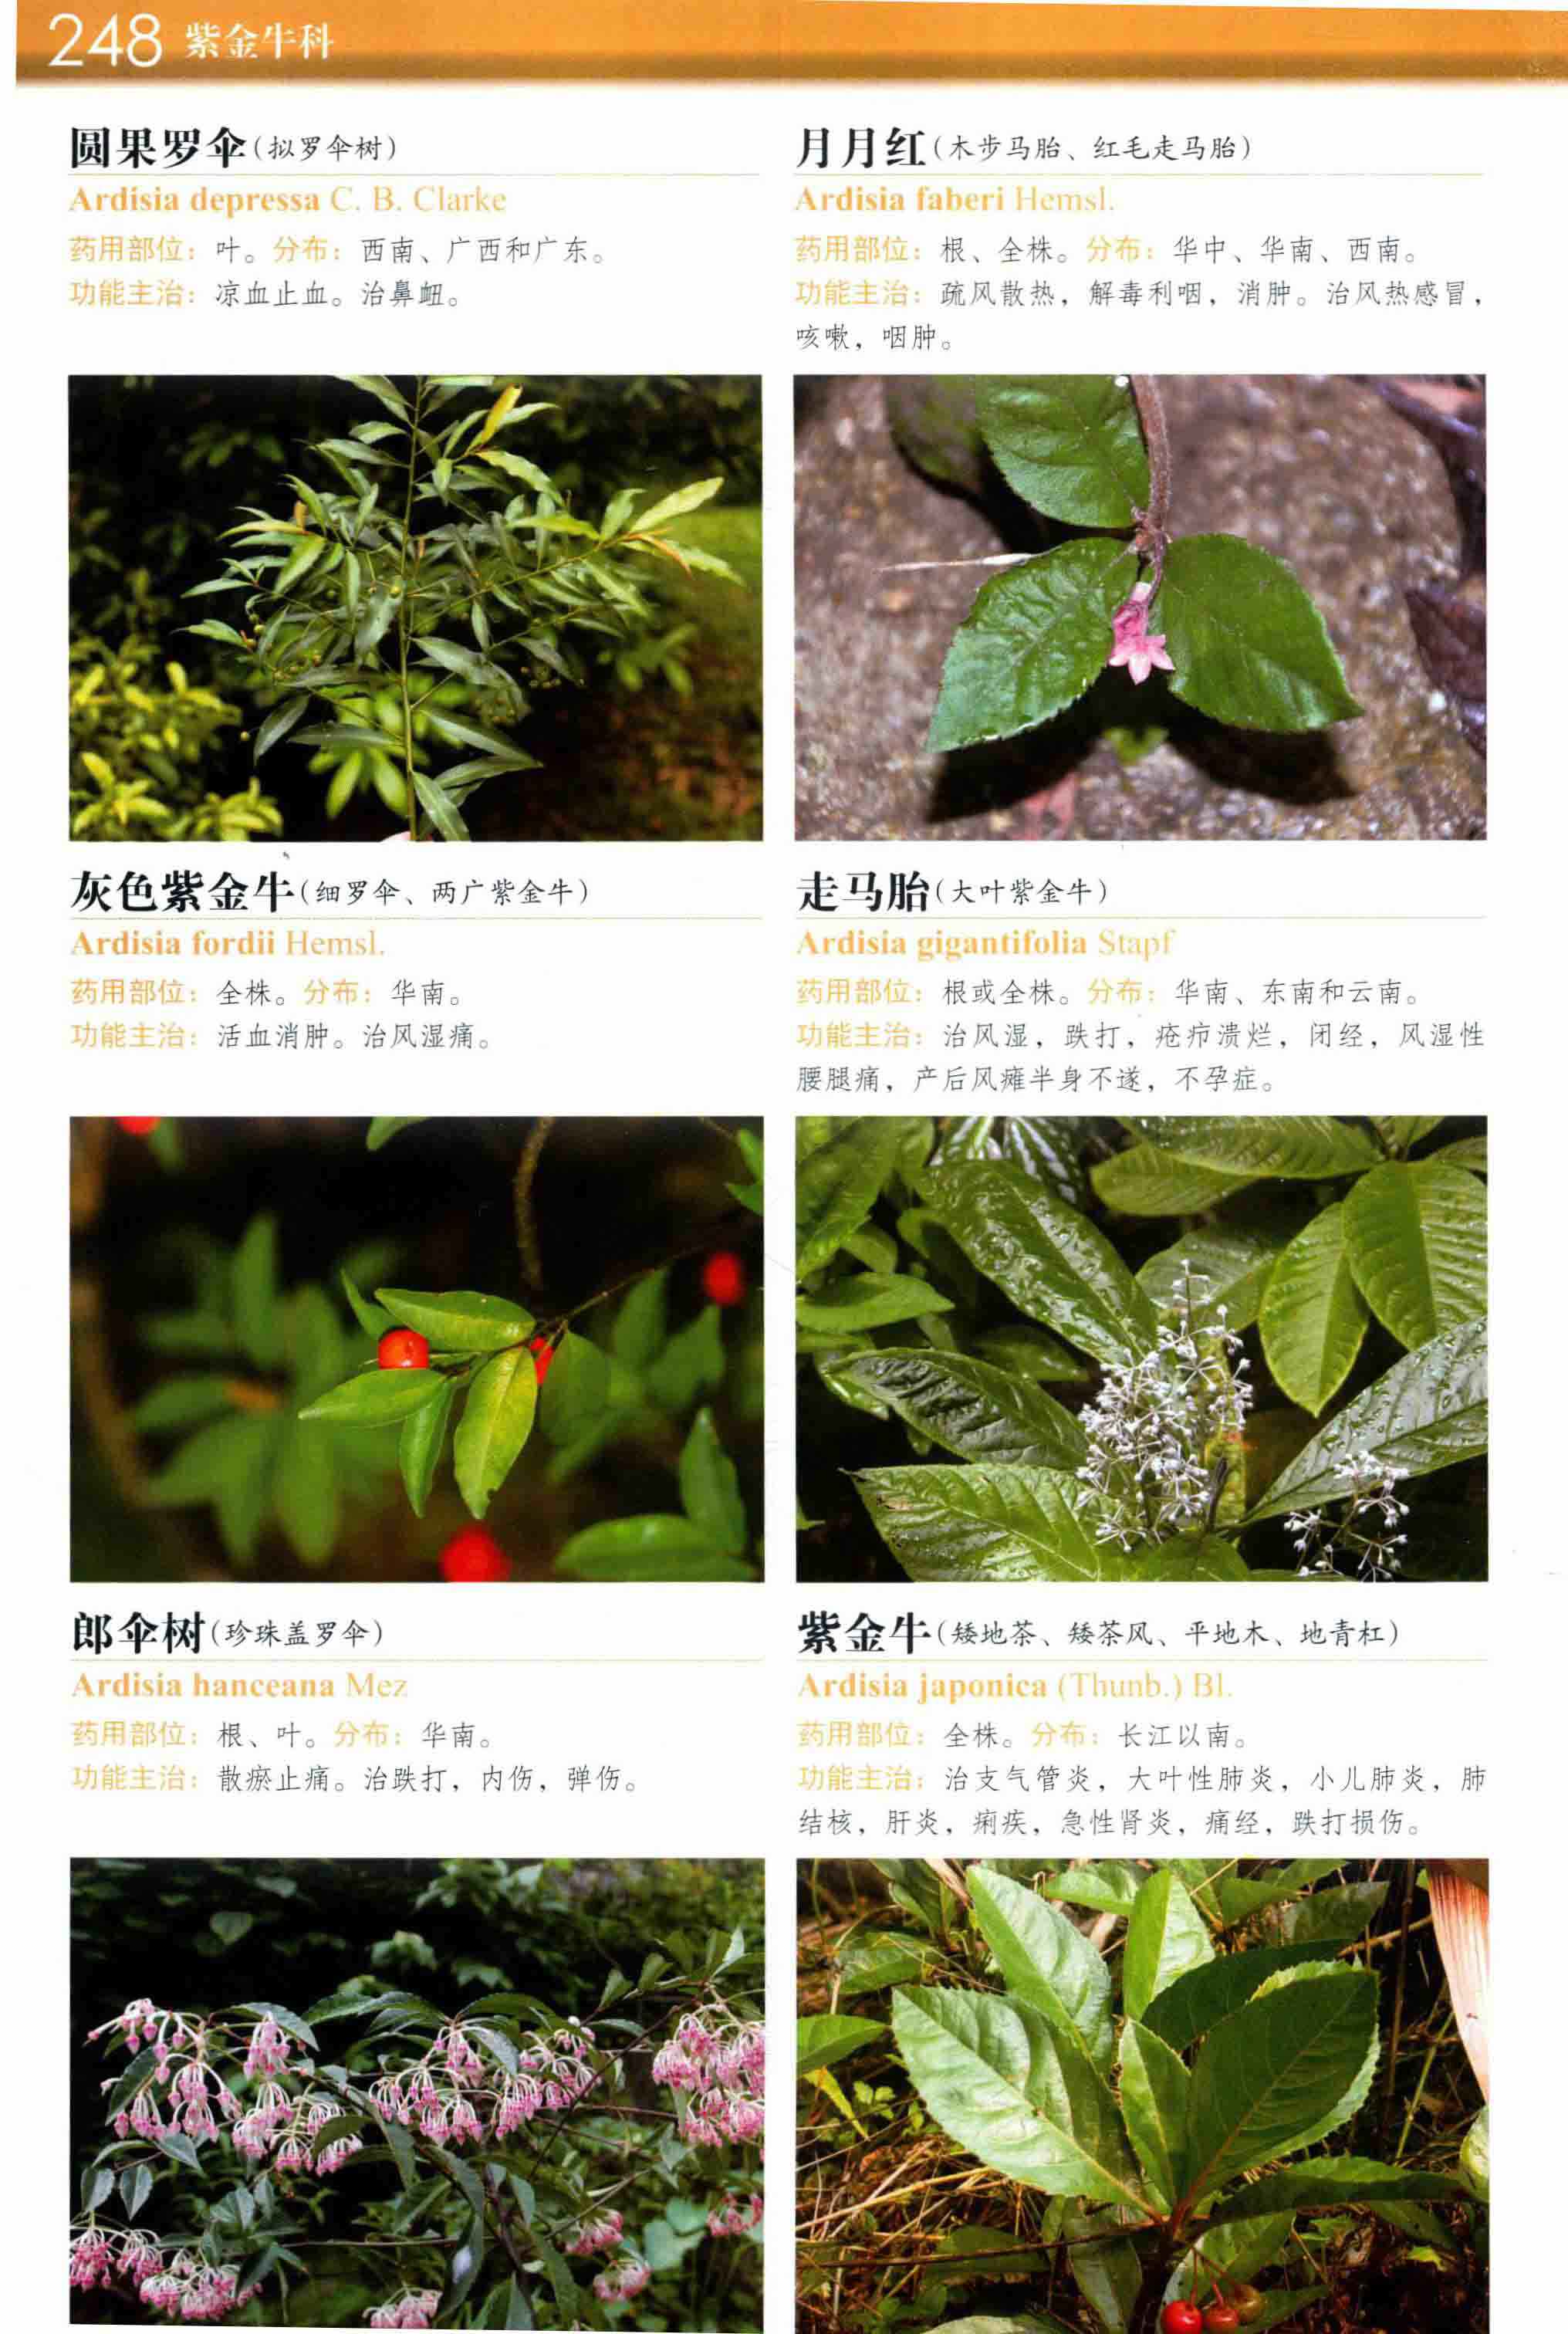 248 紫金牛科
圆果罗伞(拟罗伞树)
Ardisia depressa C. B. Clarke
药用部位：叶。分布：西南、广西和广东。
功能主治：凉血止血。治鼻衄。
月月红(木步马胎、红毛走马胎)
Ardisia faberi Hemsl.
药用部位：根、全株。分布：华中、华南、西南。
功能主治：疏风散热，解毒利咽，消肿。治风热感冒，
咳嗽，咽肿。
灰色紫金牛(细罗伞、两广紫金牛)
Ardisia fordii Hemsl.
药用部位：全株。分布：华南。
功能主治：活血消肿。治风湿痛。
走马胎(大叶紫金牛)
Ardisia gigantifolia Stapf
药用部位：根或全株。分布：华南、东南和云南。
功能主治：治风湿，跌打，疮疖溃烂，闭经，风湿性
腰腿痛，产后风瘫半身不遂，不孕症。
郎伞树(珍珠盖罗伞)
Ardisia hanceana Mez
药用部位：根、叶。分布：华南。
功能主治：散瘀止痛。治跌打，内伤，弹伤。
紫金牛(矮地茶、矮茶风、平地木、地青杠)
Ardisia japonica (Thunb.) Bl.
药用部位：全株。分布：长江以南。
功能主治：治支气管炎，大叶性肺炎，小儿肺炎，肺
结核，肝炎，痢疾，急性肾炎，痛经，跌打损伤。